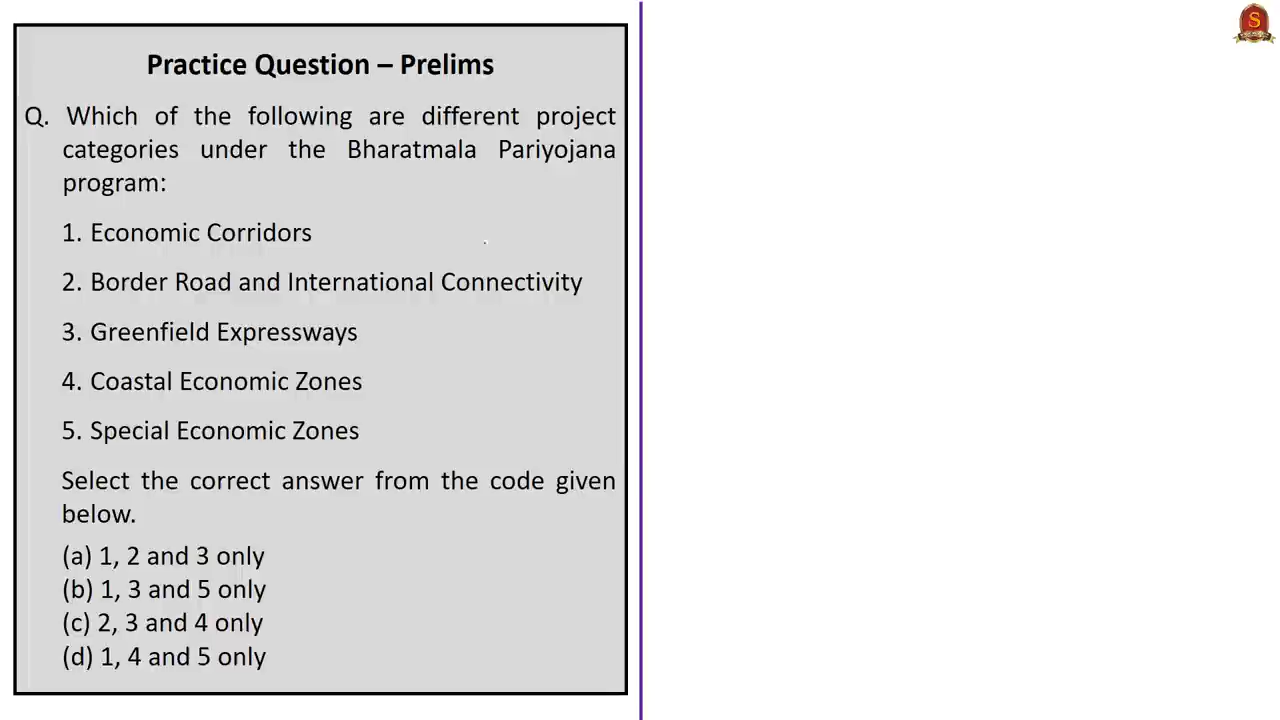 S
Practice Question – Prelims
Q. Which of the following are different project
categories under the Bharatmala Pariyojana
program:
1. Economic Corridors
2. Border Road and International Connectivity
3. Greenfield Expressways
4. Coastal Economic Zones
5. Special Economic Zones
Select the correct answer from the code given
below.
(a) 1, 2 and 3 only
(b) 1, 3 and 5 only
(c) 2, 3 and 4 only
(d) 1, 4 and 5 only